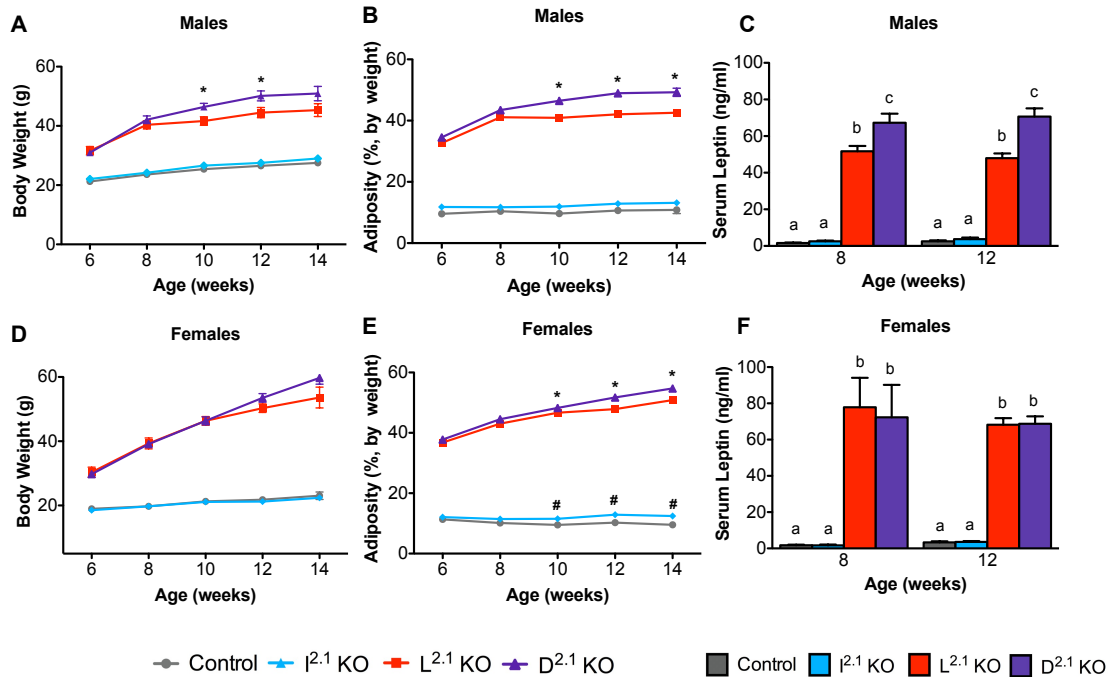 A
Males
Body Weight (g)
60
40
20
0
* *
6 8 10 12 14
Age (weeks)
B
Males
Adiposity (%, by weight)
60
40
20
0
* * *
6 8 10 12 14
Age (weeks)
C
Males
Serum Leptin (ng/ml)
100
80
60
40
20
0
a a b c a a b c
8 12
Age (weeks)
D
Females
Body Weight (g)
60
40
20
6 8 10 12 14
Age (weeks)
E
Females
Adiposity (%, by weight)
60
40
20
0
* * *
# # #
6 8 10 12 14
Age (weeks)
F
Females
Serum Leptin (ng/ml)
100
80
60
40
20
0
a a b b a a b b
8 12
Age (weeks)
Control I2.1 KO L2.1 KO D2.1 KO
Control I2.1 KO L2.1 KO D2.1 KO